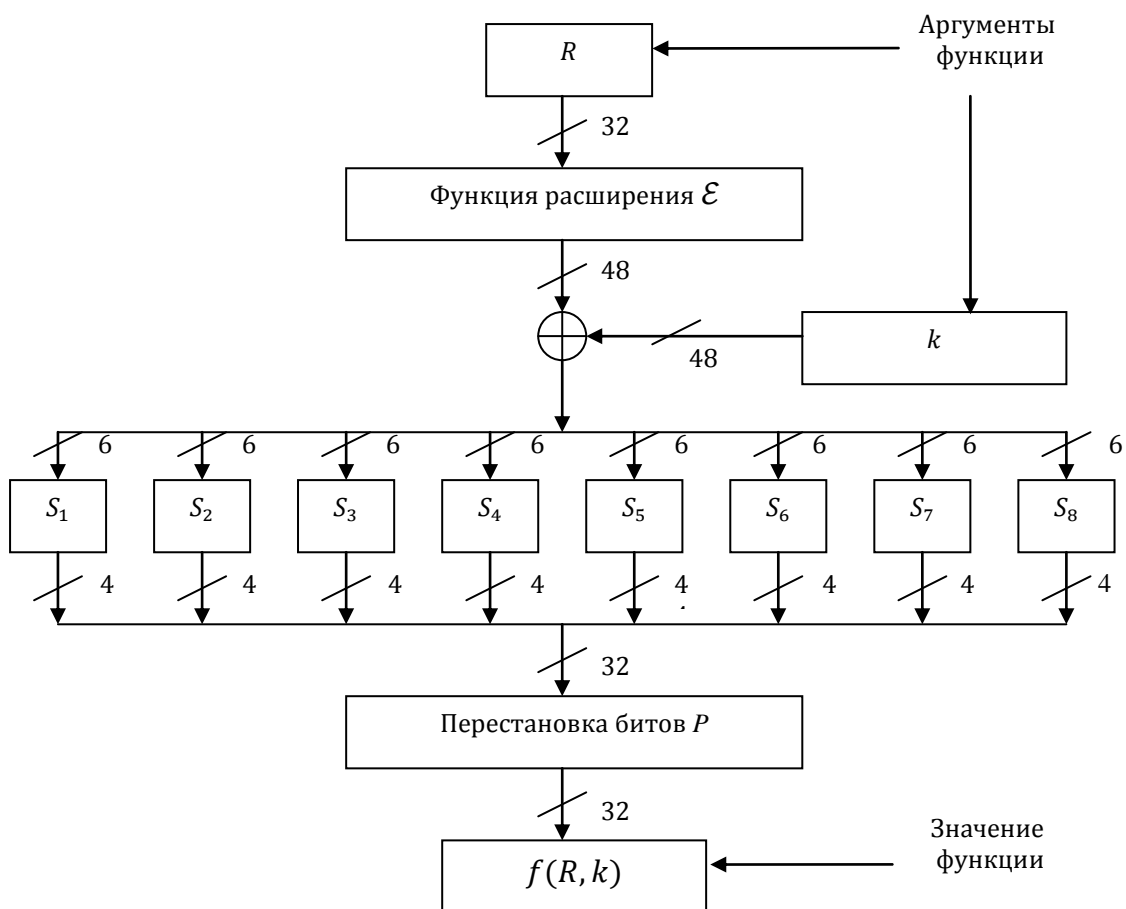 Аргументы
функции
R
32
Функция расширения ℰ
48
k
48
6 6 6 6 6 6 6 6
S₁ S₂ S₃ S₄ S₅ S₆ S₇ S₈
4 4 4 4 4 4 4 4
32
Перестановка битов P
32
Значение
функции
f(R, k)